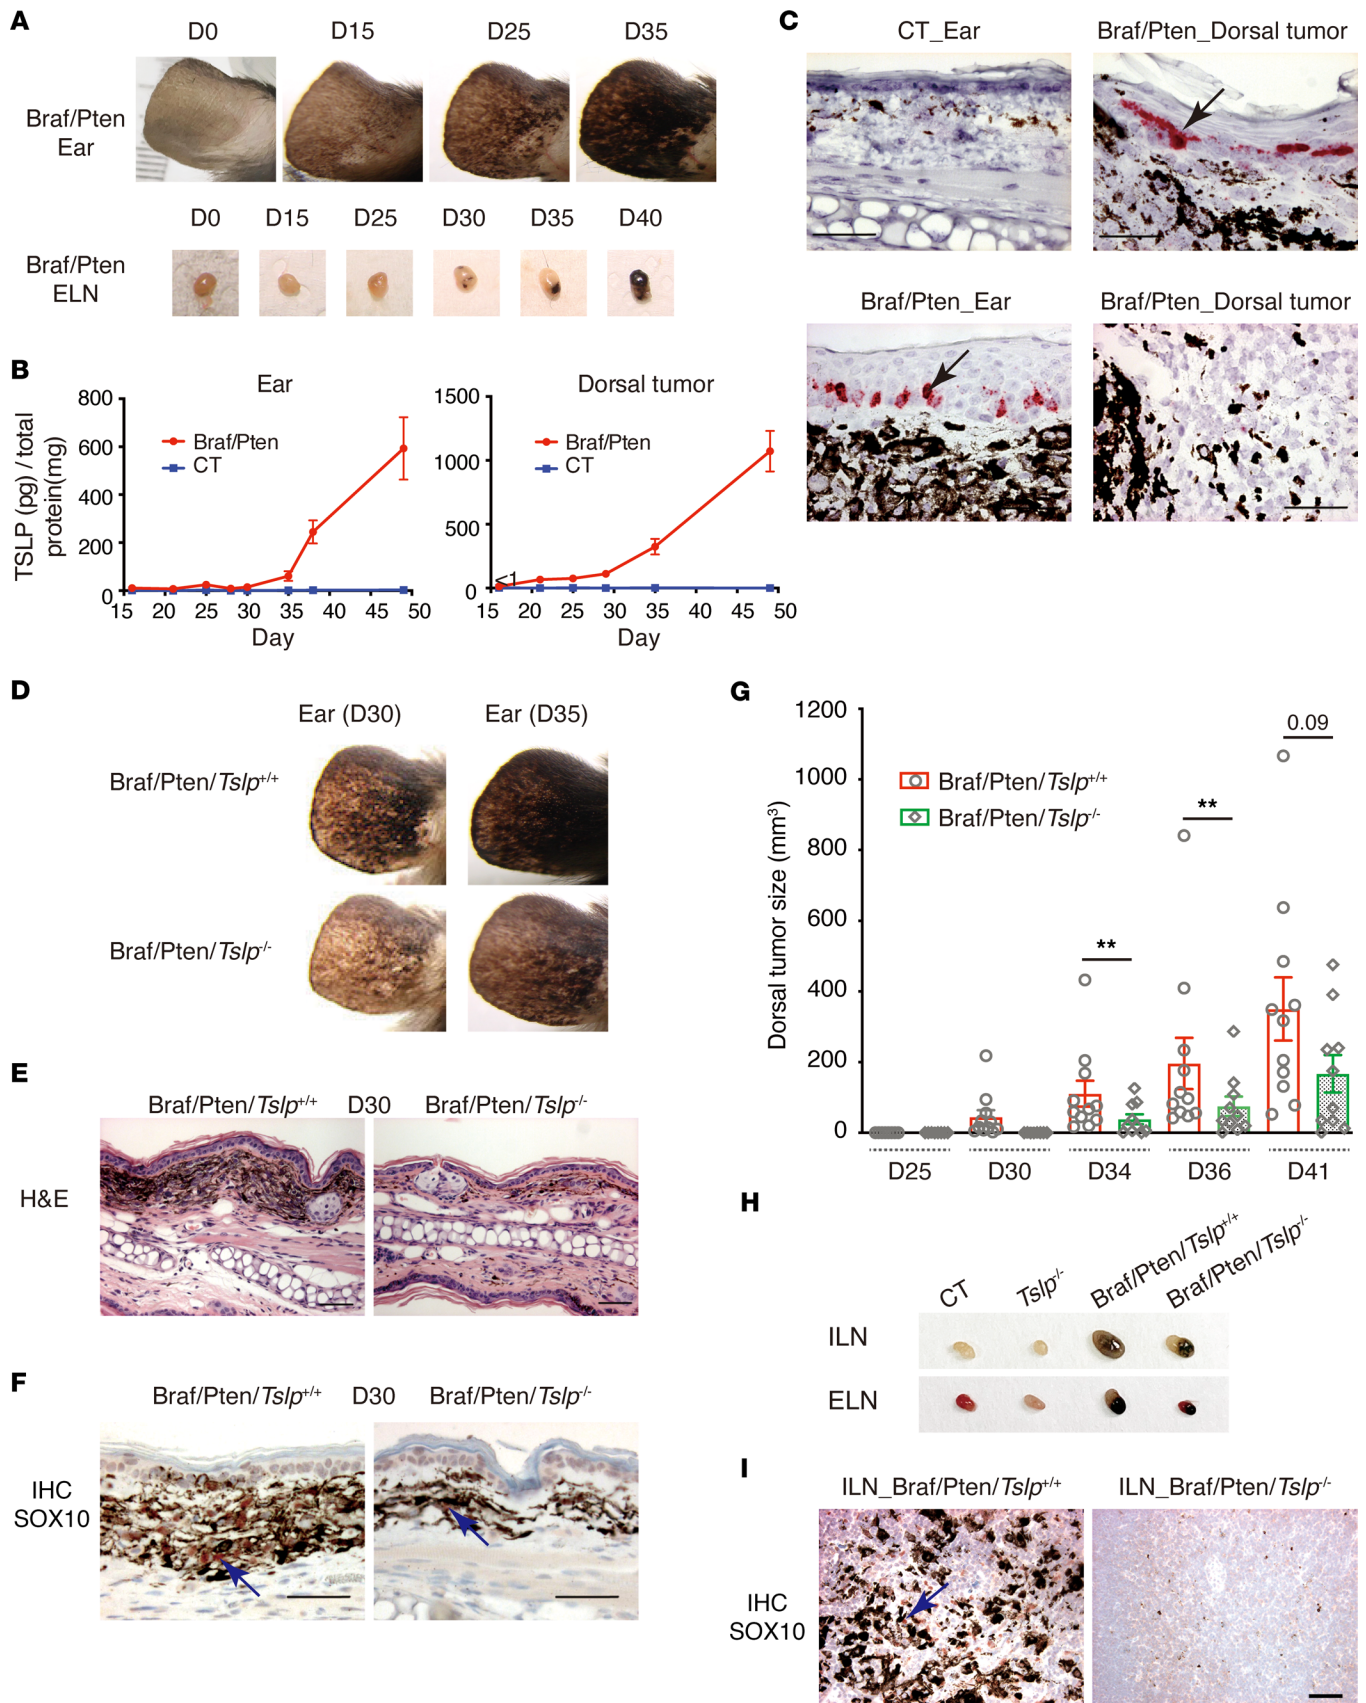 A
D0 D15 D25 D35
Braf/Pten
Ear
D0 D15 D25 D30 D35 D40
Braf/Pten
ELN
B
Ear
TSLP (pg) / total
protein(mg)
800
600
400
200
0
Braf/Pten
CT
15 20 25 30 35 40 45 50
Day
Dorsal tumor
1500
1000
500
0
Braf/Pten
CT
<1
15 20 25 30 35 40 45 50
Day
C
CT_Ear
Braf/Pten_Dorsal tumor
Braf/Pten_Ear
Braf/Pten_Dorsal tumor
D
Ear (D30) Ear (D35)
Braf/Pten/Tslp+/+
Braf/Pten/Tslp-/-
E
Braf/Pten/Tslp+/+ D30 Braf/Pten/Tslp-/-
H&E
F
Braf/Pten/Tslp+/+ D30 Braf/Pten/Tslp-/-
IHC
SOX10
G
Dorsal tumor size (mm3)
1200
1000
800
600
400
200
0
Braf/Pten/Tslp+/+
Braf/Pten/Tslp-/-
**
**
0.09
D25 D30 D34 D36 D41
H
CT Tslp-/- Braf/Pten/Tslp+/+ Braf/Pten/Tslp-/-
ILN
ELN
I
ILN_Braf/Pten/Tslp+/+ ILN_Braf/Pten/Tslp-/-
IHC
SOX10